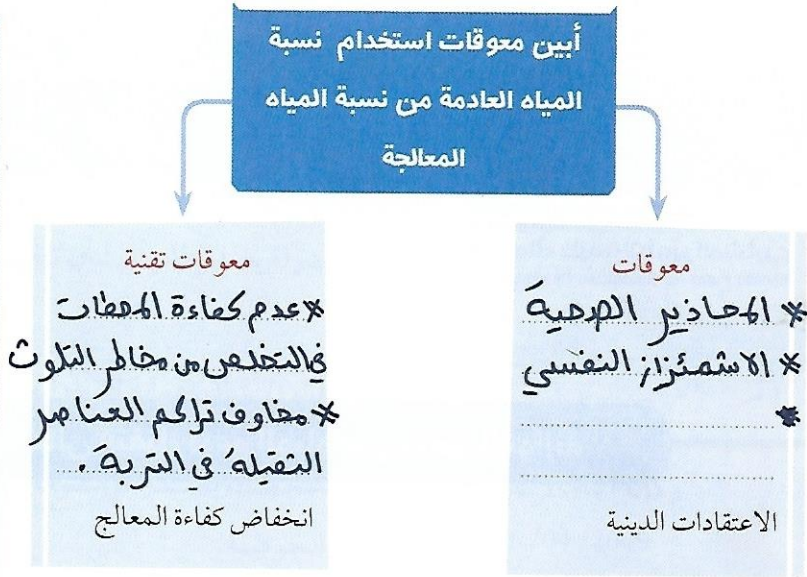 أبين معوقات استخدام نسبة
المياه العادمة من نسبة المياه
المعالجة
معوقات
* المحاذير الصحية
* الاشمئزاز النفسي
*
الاعتقادات الدينية
معوقات تقنية
* عدم كفاءة المحطات
في التخلص من مخاطر التلوث
* مخاوف تراكم العناصر
الثقيلة في التربة.
انخفاض كفاءة المعالج